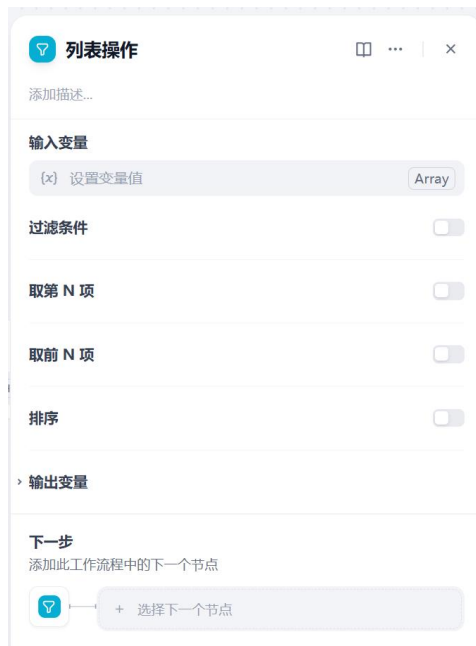 列表操作
添加描述...
输入变量
{x} 设置变量值 Array
过滤条件
取第 N 项
取前 N 项
排序
输出变量
下一步
添加此工作流程中的下一个节点
+ 选择下一个节点